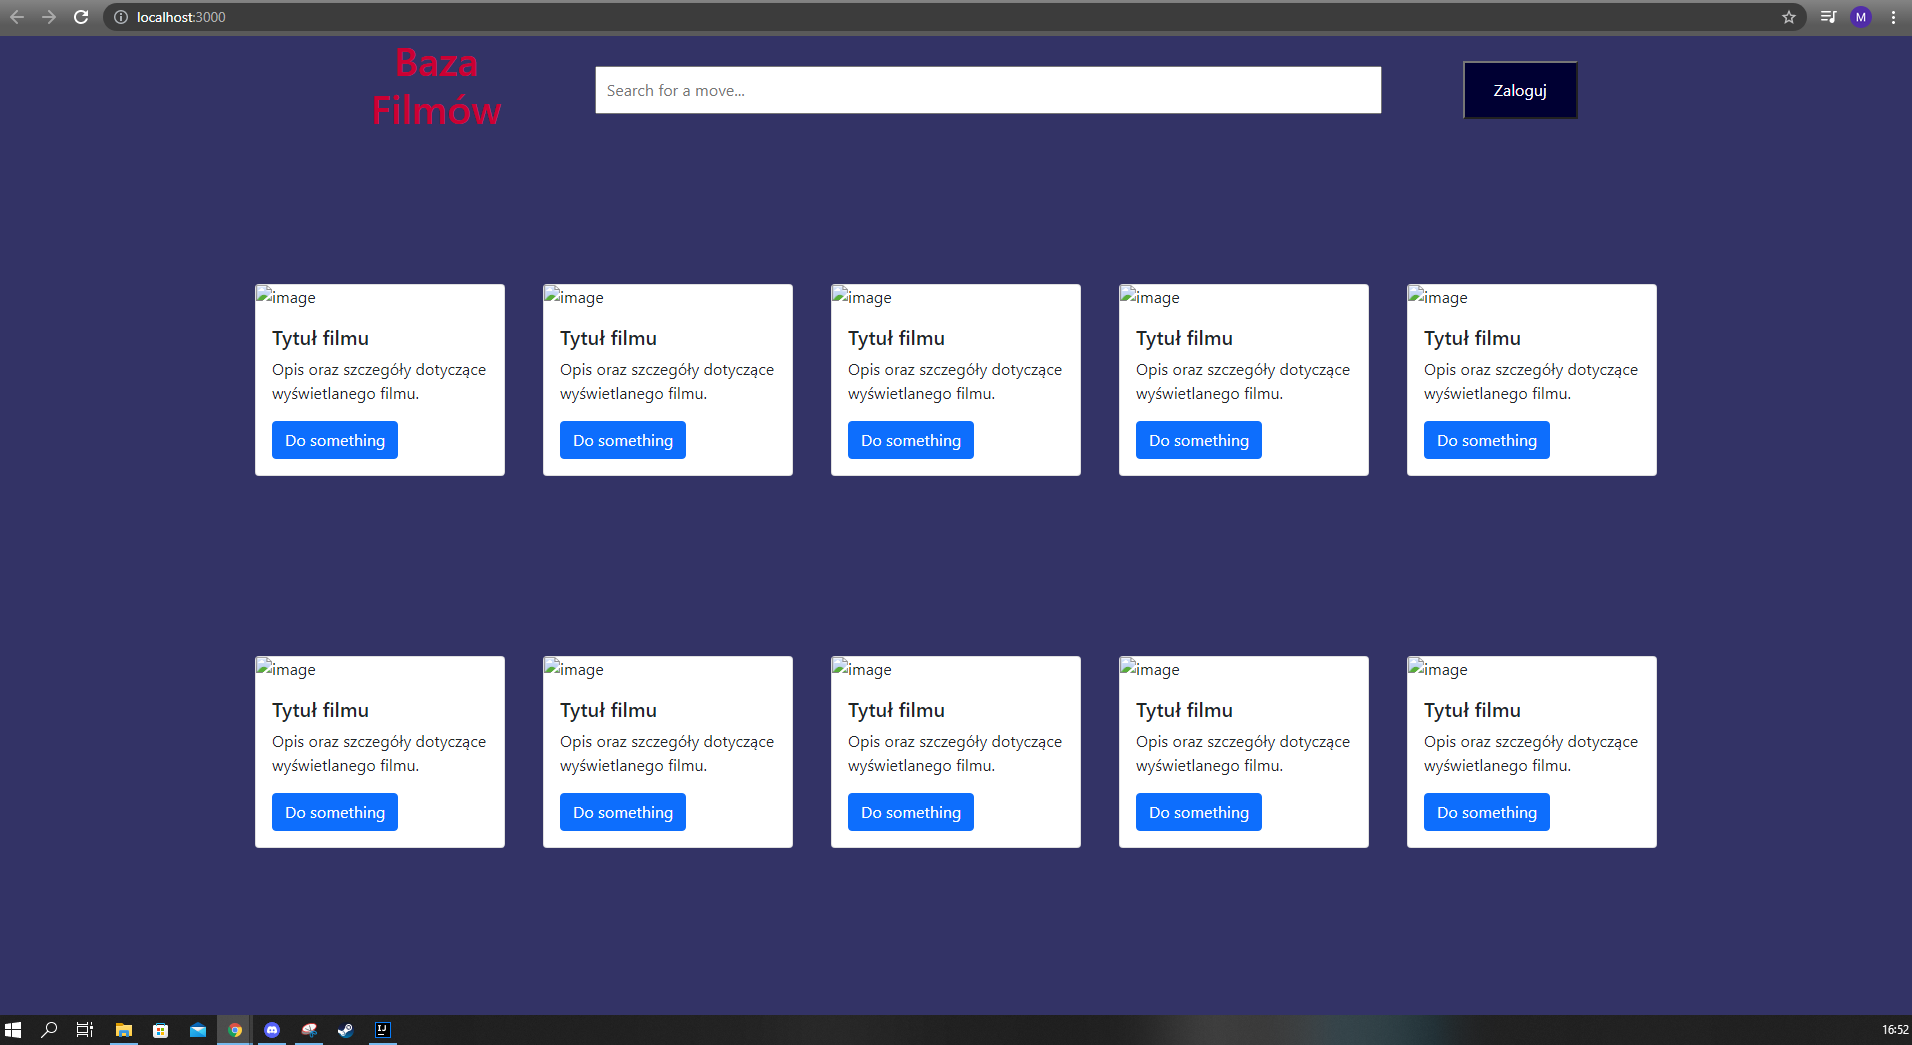 localhost:3000
M
Baza
Filmów
Search for a move...
Zaloguj
image
image
image
image
image
Tytuł filmu
Tytuł filmu
Tytuł filmu
Tytuł filmu
Tytuł filmu
Opis oraz szczegóły dotyczące
wyświetlanego filmu.
Opis oraz szczegóły dotyczące
wyświetlanego filmu.
Opis oraz szczegóły dotyczące
wyświetlanego filmu.
Opis oraz szczegóły dotyczące
wyświetlanego filmu.
Opis oraz szczegóły dotyczące
wyświetlanego filmu.
Do something
Do something
Do something
Do something
Do something
image
image
image
image
image
Tytuł filmu
Tytuł filmu
Tytuł filmu
Tytuł filmu
Tytuł filmu
Opis oraz szczegóły dotyczące
wyświetlanego filmu.
Opis oraz szczegóły dotyczące
wyświetlanego filmu.
Opis oraz szczegóły dotyczące
wyświetlanego filmu.
Opis oraz szczegóły dotyczące
wyświetlanego filmu.
Opis oraz szczegóły dotyczące
wyświetlanego filmu.
Do something
Do something
Do something
Do something
Do something
IJ
16:52